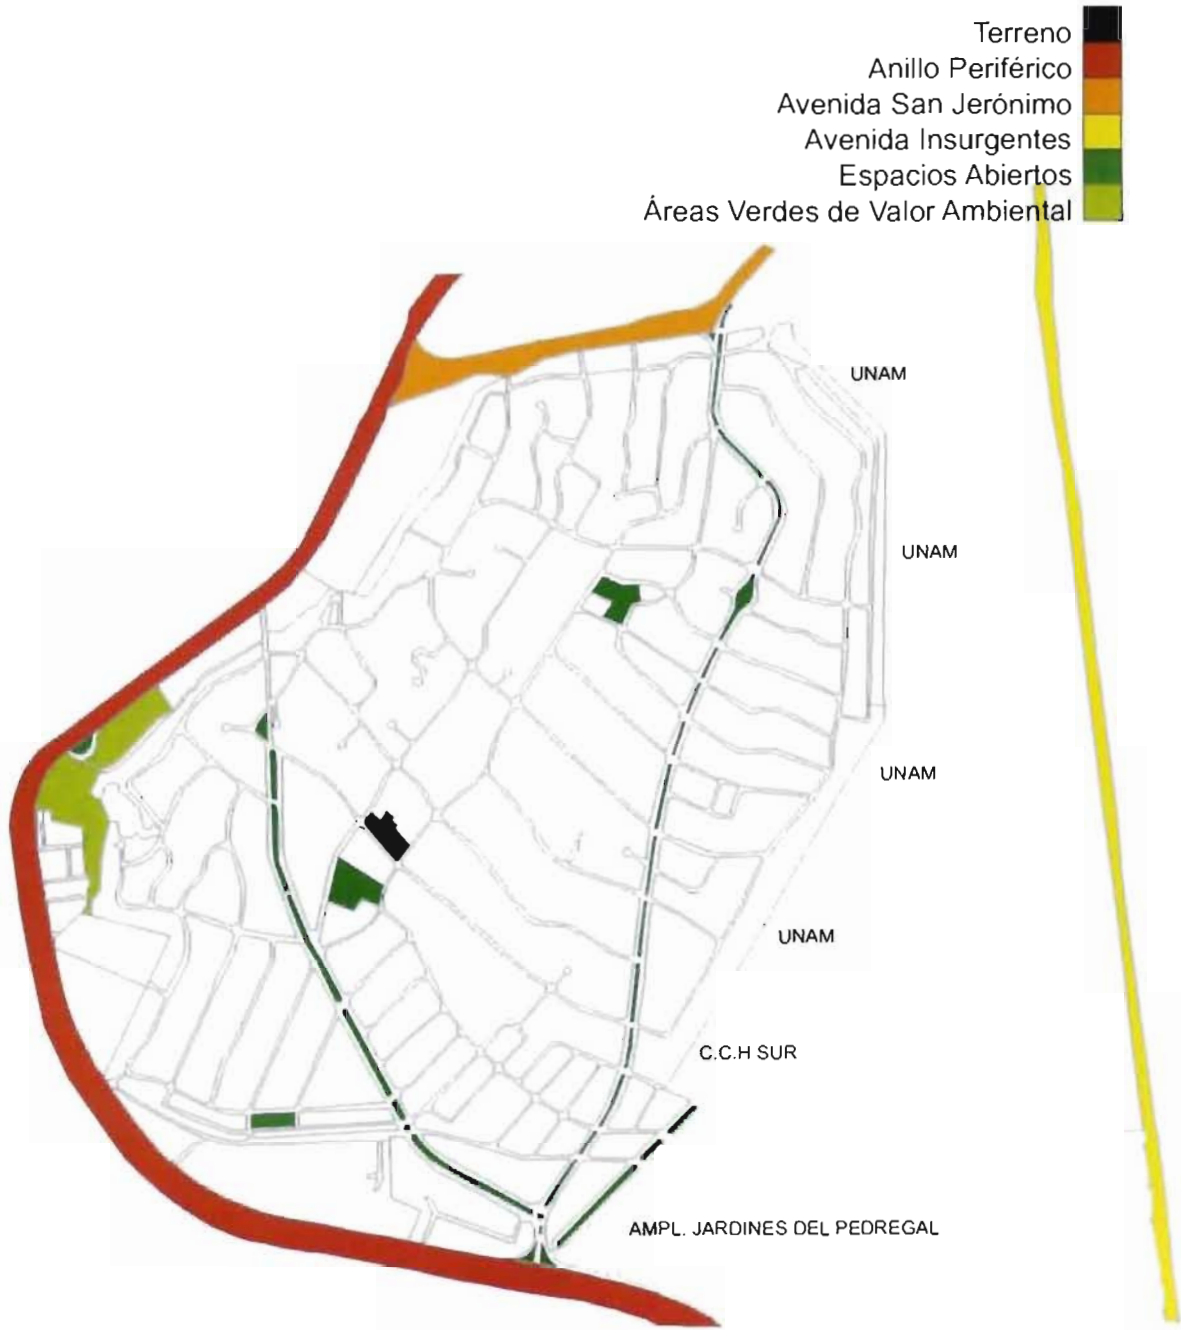 Terreno
Anillo Periférico
Avenida San Jerónimo
Avenida Insurgentes
Espacios Abiertos
Áreas Verdes de Valor Ambiental
UNAM
UNAM
UNAM
UNAM
C.C.H SUR
AMPL. JARDINES DEL PEDREGAL